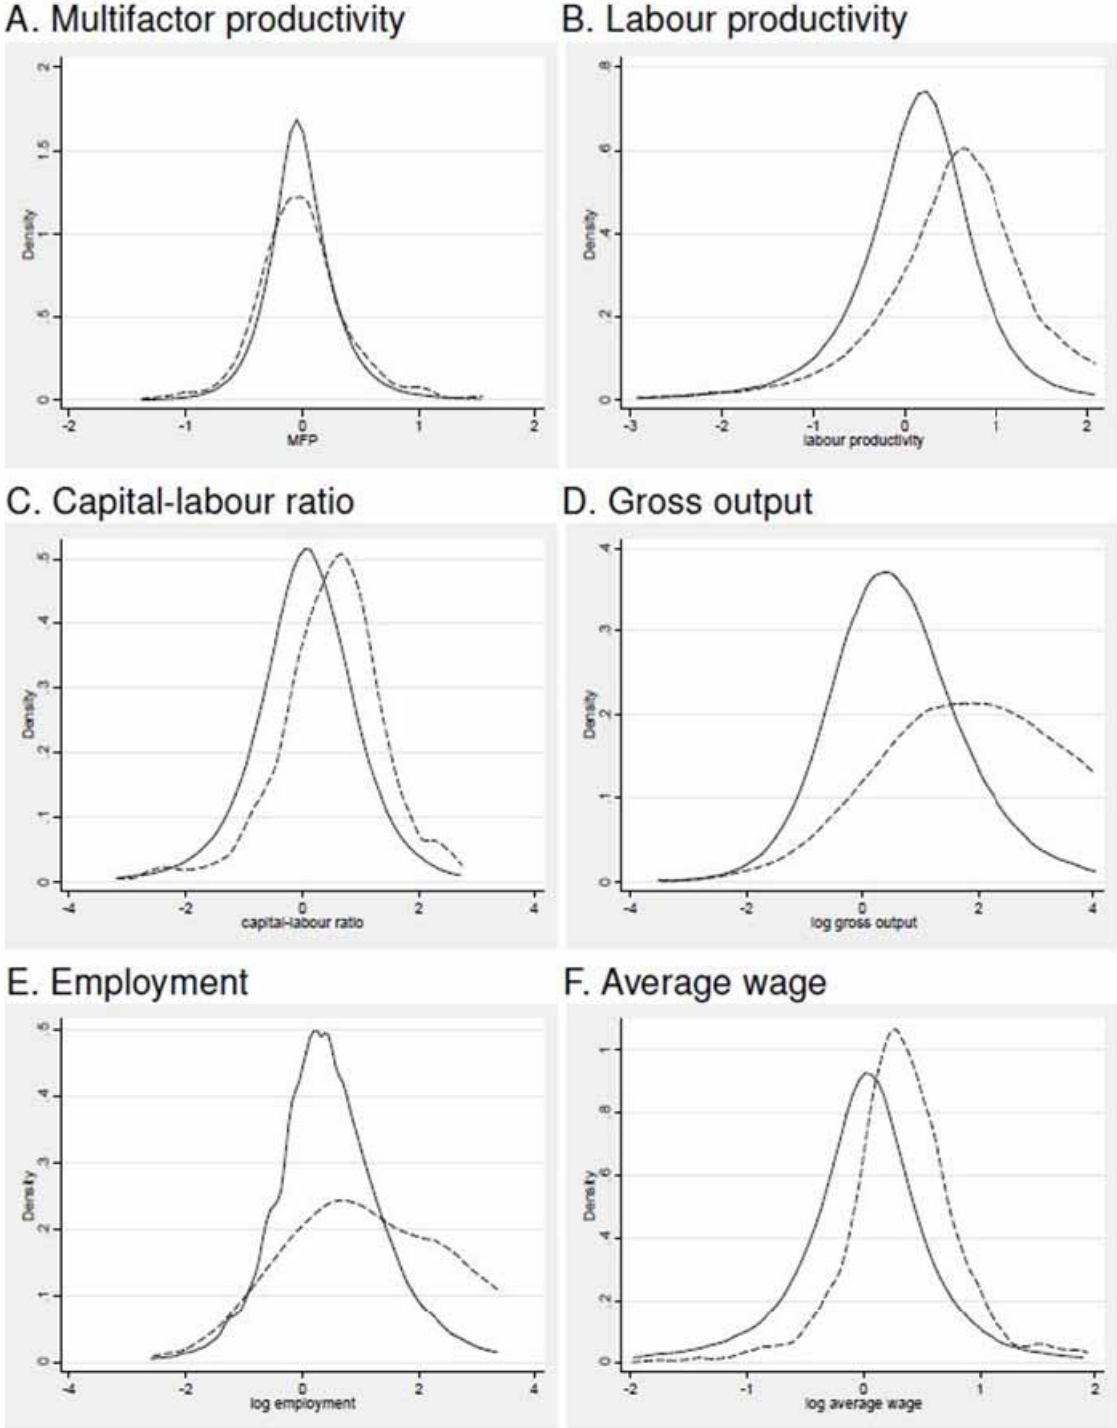 A. Multifactor productivity
Density
0 .5 1 1.5 2
-2 -1 0 1 2
MFP
B. Labour productivity
Density
0 .2 .4 .6 .8
-3 -2 -1 0 1 2
labour productivity
C. Capital-labour ratio
Density
0 .1 .2 .3 .4 .5
-4 -2 0 2 4
capital-labour ratio
D. Gross output
Density
0 .1 .2 .3 .4
-4 -2 0 2 4
log gross output
E. Employment
Density
0 .1 .2 .3 .4 .5
-4 -2 0 2 4
log employment
F. Average wage
Density
0 .2 .4 .6 .8 1
-2 -1 0 1 2
log average wage